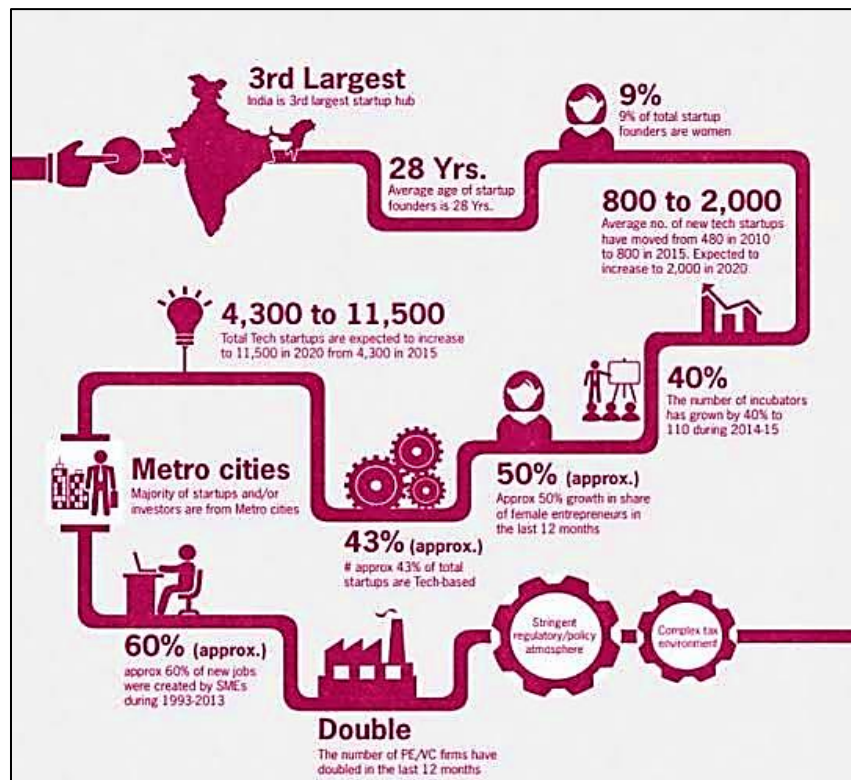 3rd Largest
India is 3rd largest startup hub
9%
9% of total startup
founders are women
28 Yrs.
Average age of startup
founders is 28 Yrs.
800 to 2,000
Average no. of new tech startups
have moved from 480 in 2010
to 800 in 2015. Expected to
increase to 2,000 in 2020
4,300 to 11,500
Total Tech startups are expected to increase
to 11,500 in 2020 from 4,300 in 2015
40%
The number of incubators
has grown by 40% to
110 during 2014-15
50% (approx.)
Approx 50% growth in share
of female entrepreneurs in
the last 12 months
Metro cities
Majority of startups and/or
investors are from Metro cities
43% (approx.)
# approx 43% of total
startups are Tech-based
60% (approx.)
approx 60% of new jobs
were created by SMEs
during 1993-2013
Double
The number of PE/VC firms have
doubled in the last 12 months
Stringent
regulatory/policy
atmosphere
Complex tax
environment